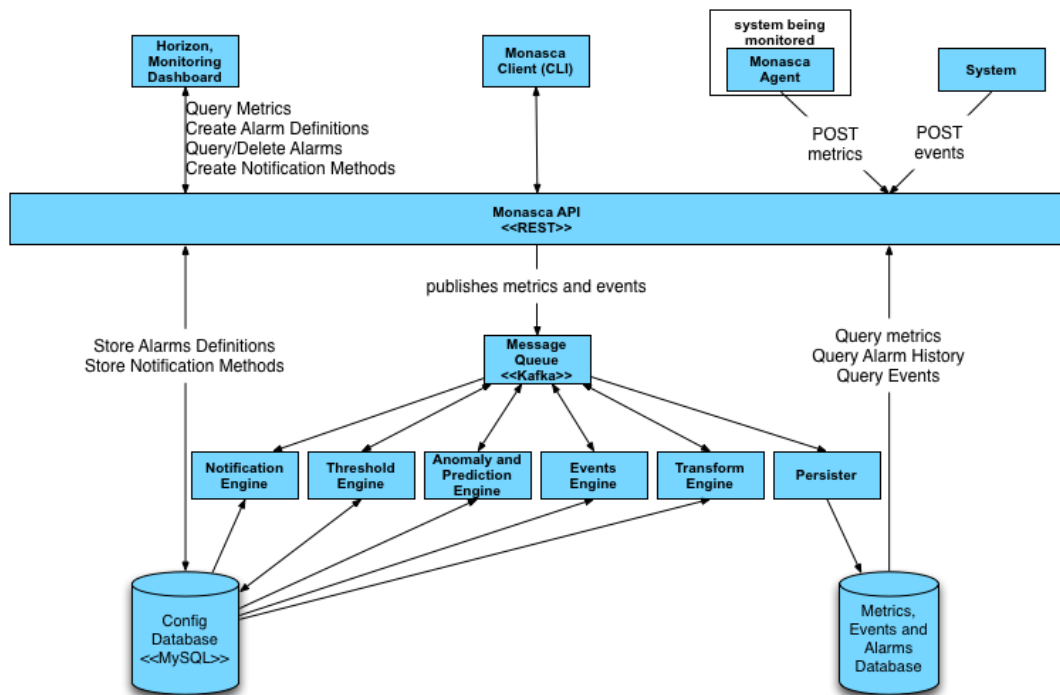 system being
monitored
Horizon,
Monitoring
Dashboard
Monasca
Client (CLI)
Monasca
Agent
System
Query Metrics
Create Alarm Definitions
Query/Delete Alarms
Create Notification Methods
POST
metrics
POST
events
Monasca API
<<REST>>
publishes metrics and events
Store Alarms Definitions
Store Notification Methods
Message
Queue
<<Kafka>>
Query metrics
Query Alarm History
Query Events
Notification
Engine
Threshold
Engine
Anomaly and
Prediction
Engine
Events
Engine
Transform
Engine
Persister
Config
Database
<<MySQL>>
Metrics,
Events and
Alarms
Database